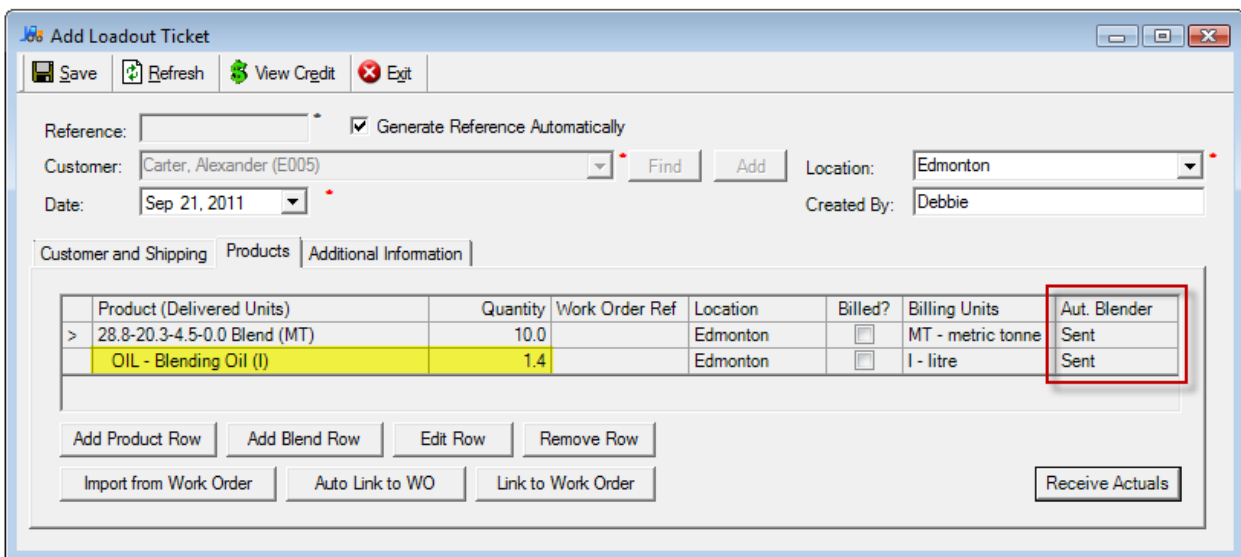 Add Loadout Ticket
Save Refresh View Credit Exit
Reference: * Generate Reference Automatically
Customer: Carter, Alexander (E005) * Find Add Location: Edmonton *
Date: Sep 21, 2011 * Created By: Debbie
Customer and Shipping Products Additional Information
Product (Delivered Units) Quantity Work Order Ref Location Billed? Billing Units Aut. Blender
> 28.8-20.3-4.5-0.0 Blend (MT) 10.0 Edmonton MT - metric tonne Sent
OIL - Blending Oil (l) 1.4 Edmonton l - litre Sent
Add Product Row Add Blend Row Edit Row Remove Row
Import from Work Order Auto Link to WO Link to Work Order Receive Actuals